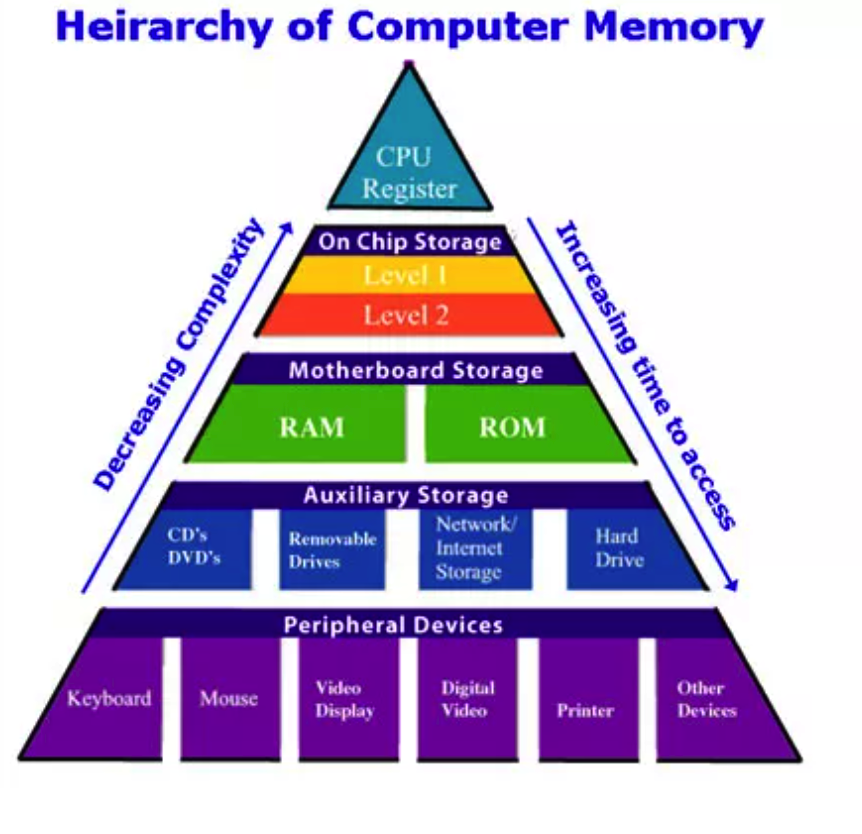 Heirarchy of Computer Memory
CPU
Register
Decreasing Complexity
Increasing time to access
On Chip Storage
Level 1
Level 2
Motherboard Storage
RAM
ROM
Auxiliary Storage
CD's
DVD's
Removable
Drives
Network/
Internet
Storage
Hard
Drive
Peripheral Devices
Keyboard
Mouse
Video
Display
Digital
Video
Printer
Other
Devices